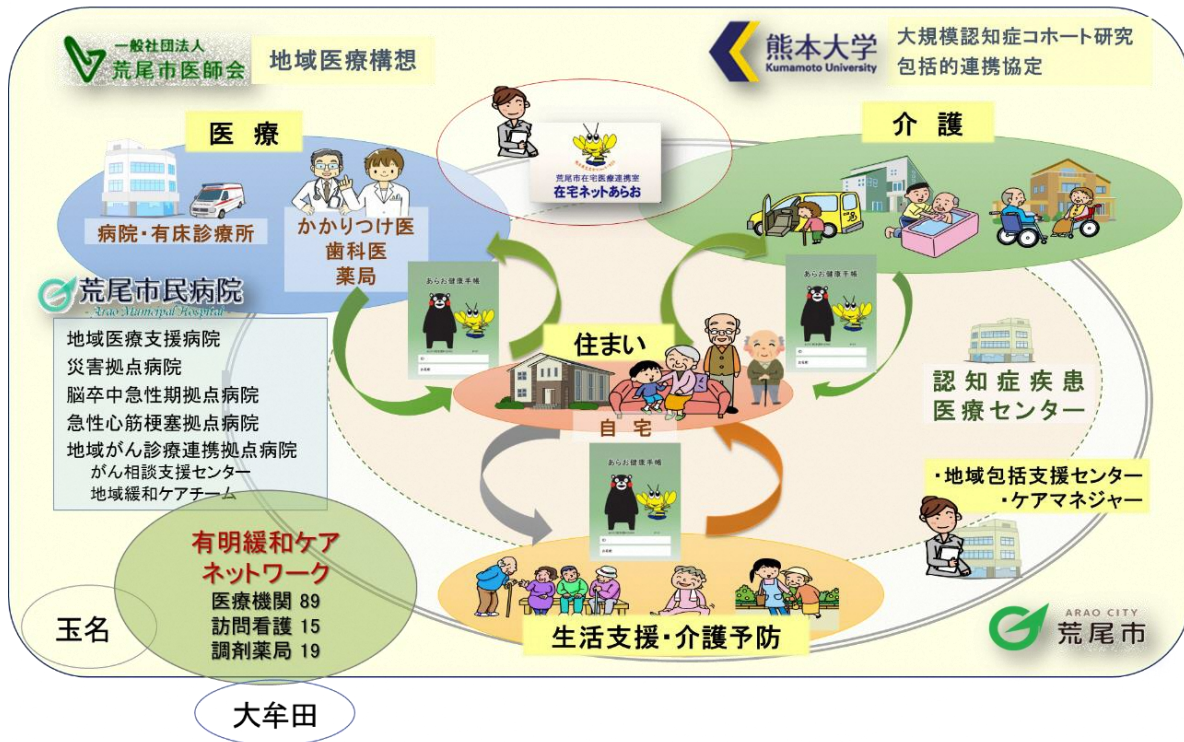 一般社団法人
荒尾市医師会
地域医療構想
熊本大学
Kumamoto University
大規模認知症コホート研究
包括的連携協定
医療
介護
荒尾市在宅医療連携室
在宅ネットあらお
病院・有床診療所
かかりつけ医
歯科医
薬局
荒尾市民病院
Arao Municipal Hospital
地域医療支援病院
災害拠点病院
脳卒中急性期拠点病院
急性心筋梗塞拠点病院
地域がん診療連携拠点病院
がん相談支援センター
地域緩和ケアチーム
あらお健康手帳
あらお健康手帳
住まい
自宅
認知症疾患
医療センター
・地域包括支援センター
・ケアマネジャー
あらお健康手帳
生活支援・介護予防
有明緩和ケア
ネットワーク
医療機関 89
訪問看護 15
調剤薬局 19
玉名
大牟田
ARAO CITY
荒尾市